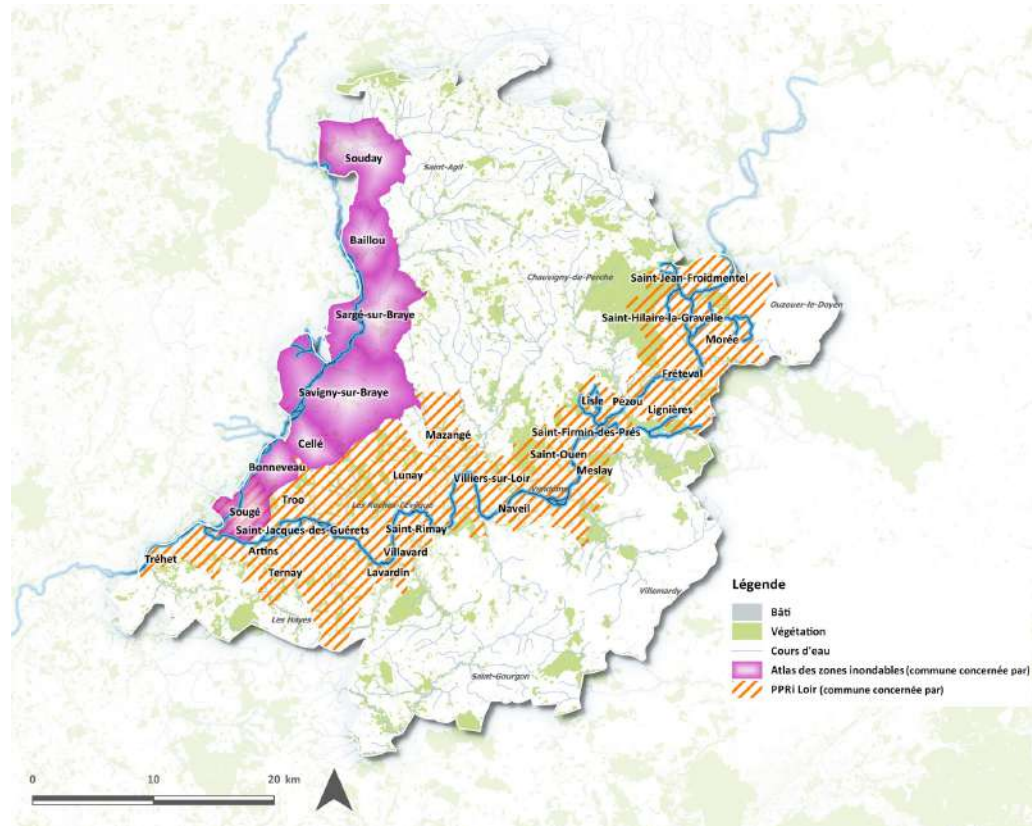 Souday
Saint-Agil
Baillou
Chauvigny-du-Perche
Saint-Jean-Froidmentel
Ouzouer-le-Doyen
Sargé-sur-Braye
Saint-Hilaire-la-Gravelle
Morée
Fréteval
Savigny-sur-Braye
Lisle
Pézou
Lignières
Mazangé
Saint-Firmin-des-Prés
Cellé
Saint-Ouen
Bonneveau
Lunay
Villiers-sur-Loir
Meslay
Vendôme
Troo
Les Roches-l'Evêque
Naveil
Sougé
Saint-Jacques-des-Guérets
Saint-Rimay
Artins
Villavard
Tréhet
Ternay
Lavardin
Villemardy
Les Hayes
Saint-Gourgon
Légende
Bâti
Végétation
Cours d'eau
Atlas des zones inondables (commune concernée par)
PPRi Loir (commune concernée par)
0 10 20 km